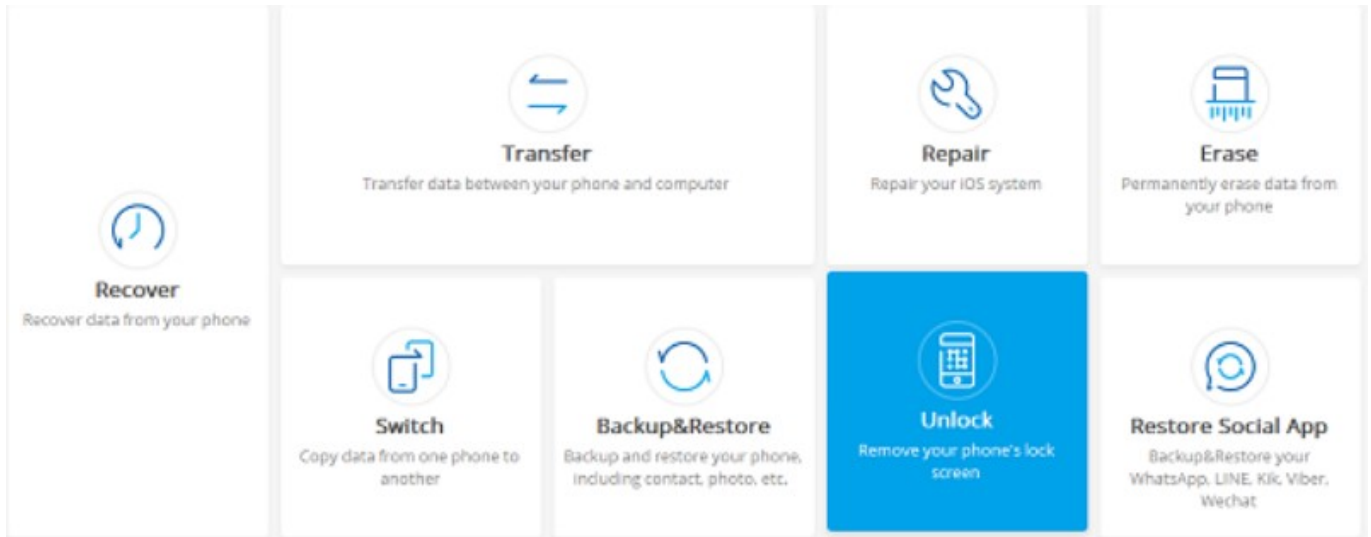 Recover
Recover data from your phone
Transfer
Transfer data between your phone and computer
Repair
Repair your iOS system
Erase
Permanently erase data from
your phone
Switch
Copy data from one phone to
another
Backup&Restore
Backup and restore your phone,
including contact, photo, etc.
Unlock
Remove your phone's lock
screen
Restore Social App
Backup&Restore your
WhatsApp, LINE, Kik, Viber,
Wechat